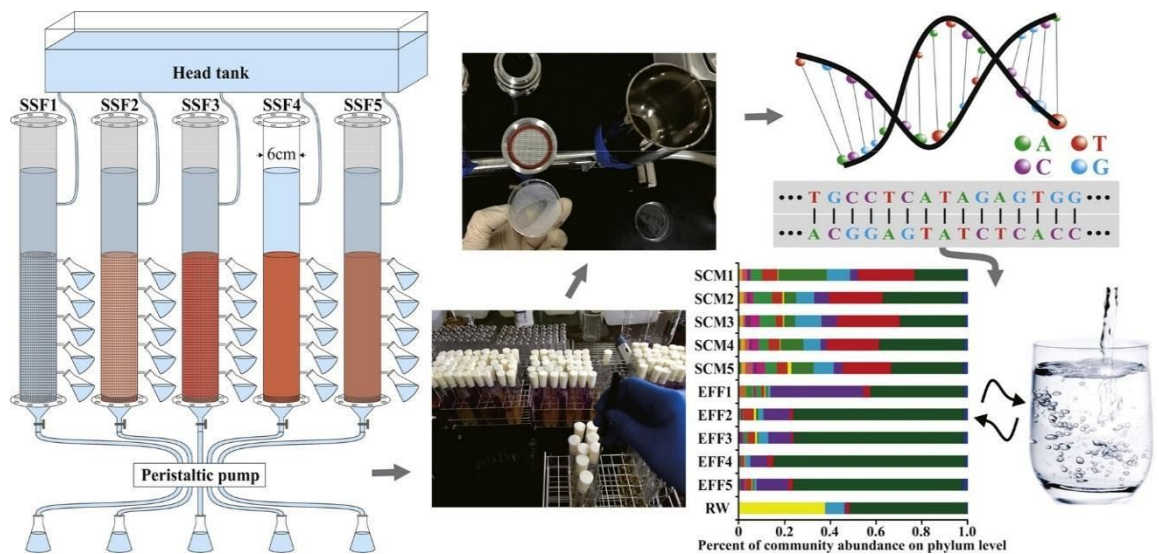 Head tank
SSF1 SSF2 SSF3 SSF4 SSF5
6cm
Peristaltic pump
A T
C G
••• T G C C T C A T A G A G T G G •••
••• A C G G A G T A T C T C A C C •••
SCM1
SCM2
SCM3
SCM4
SCM5
EFF1
EFF2
EFF3
EFF4
EFF5
RW
0 0.2 0.4 0.6 0.8 1.0
Percent of community abundance on phylum level